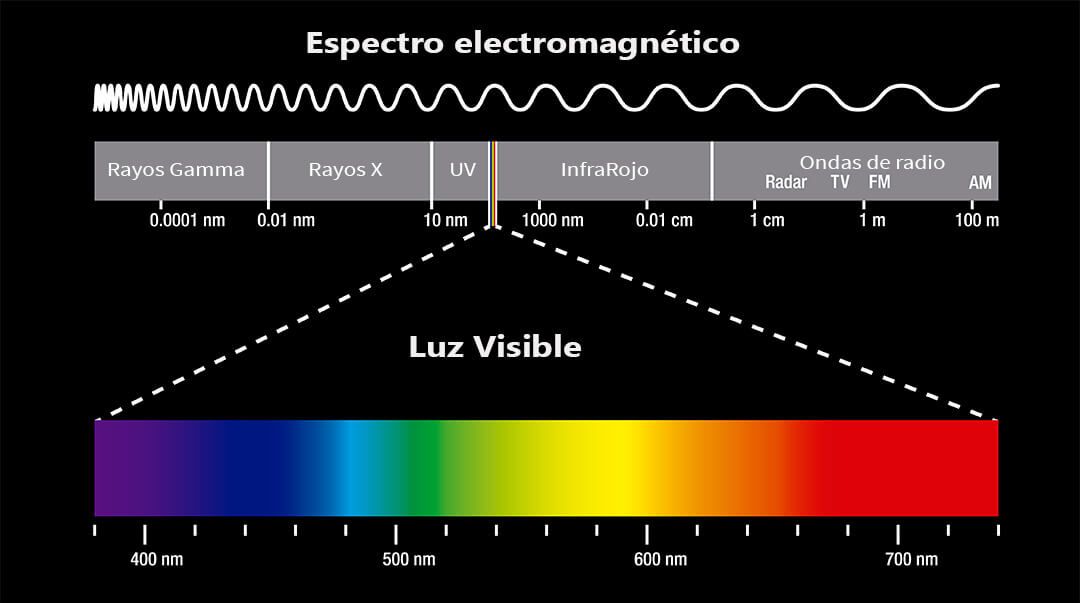 Espectro electromagnético
Rayos Gamma Rayos X UV InfraRojo Ondas de radio
Radar TV FM AM
0.0001 nm 0.01 nm 10 nm 1000 nm 0.01 cm 1 cm 1 m 100 m
Luz Visible
400 nm 500 nm 600 nm 700 nm